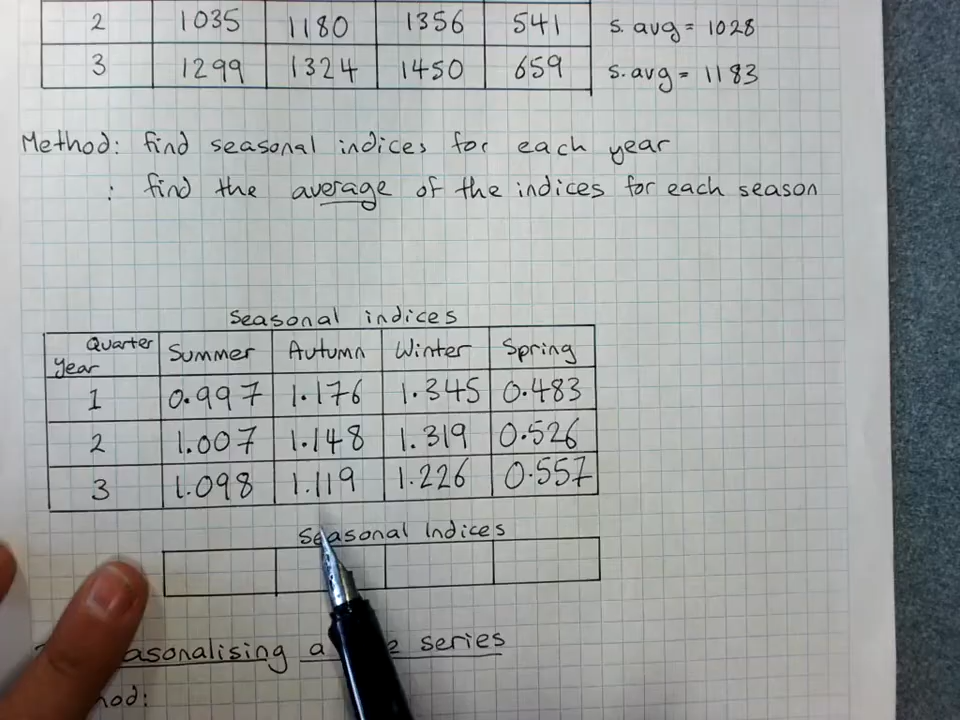 2 1035 1180 1356 541 s.avg = 1028
3 1299 1324 1450 659 s.avg = 1183
Method: find seasonal indices for each year
: find the average of the indices for each season
Seasonal indices
Quarter Year Summer Autumn Winter Spring
1 0.997 1.176 1.345 0.483
2 1.007 1.148 1.319 0.526
3 1.098 1.119 1.226 0.557
Seasonal Indices
asonalising a e series
hod: